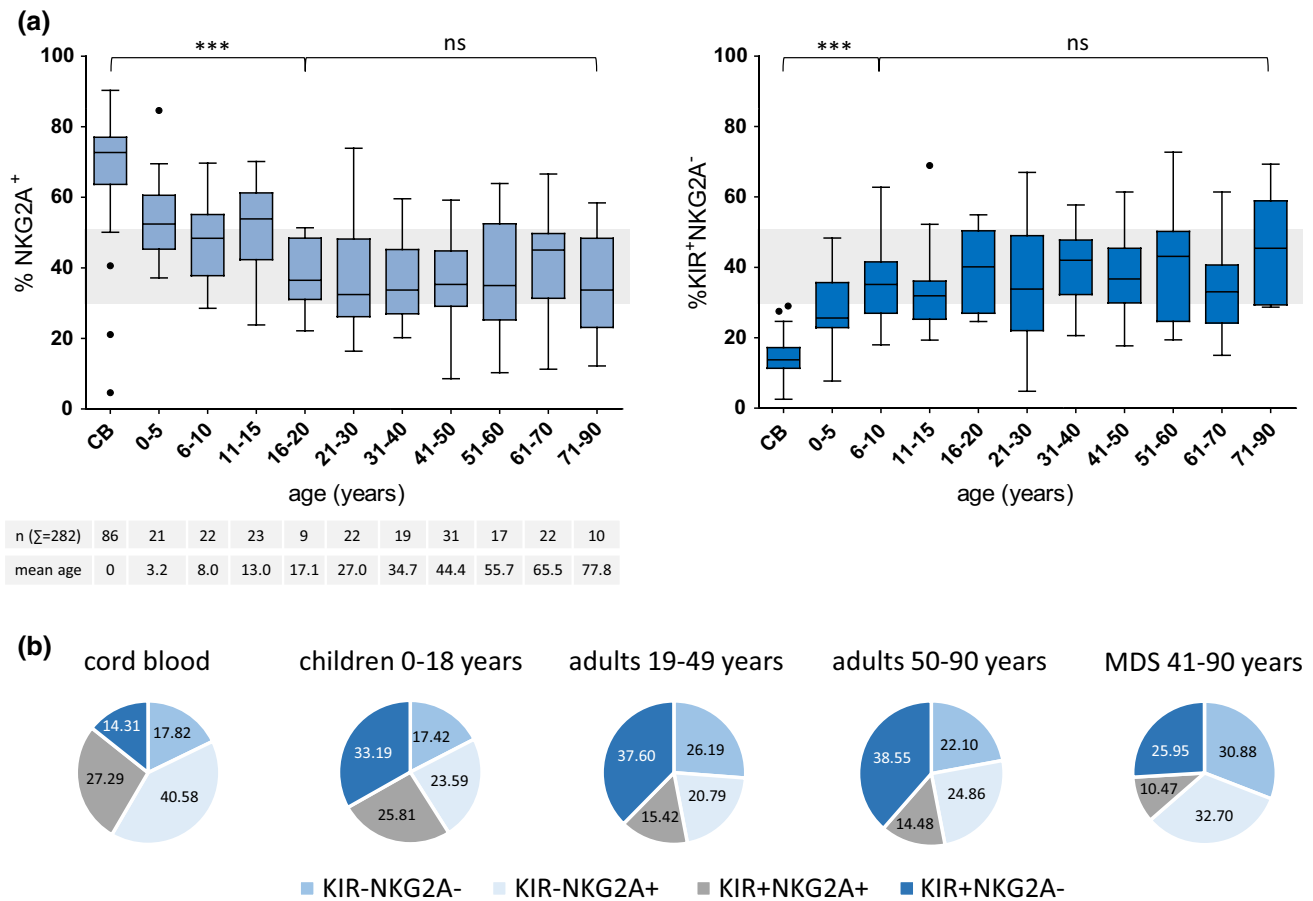 (a)
*** ns
100
80
60
40
20
0
% NKG2A+
CB 0-5 6-10 11-15 16-20 21-30 31-40 41-50 51-60 61-70 71-90
age (years)
*** ns
100
80
60
40
20
0
%KIR+NKG2A-
CB 0-5 6-10 11-15 16-20 21-30 31-40 41-50 51-60 61-70 71-90
age (years)
n (∑=282) 86 21 22 23 9 22 19 31 17 22 10
mean age 0 3.2 8.0 13.0 17.1 27.0 34.7 44.4 55.7 65.5 77.8
(b)
cord blood
14.31 17.82
27.29
40.58
children 0-18 years
33.19 17.42
23.59
25.81
adults 19-49 years
37.60 26.19
15.42 20.79
adults 50-90 years
38.55 22.10
24.86
14.48
MDS 41-90 years
25.95 30.88
10.47
32.70
KIR-NKG2A- KIR-NKG2A+ KIR+NKG2A+ KIR+NKG2A-